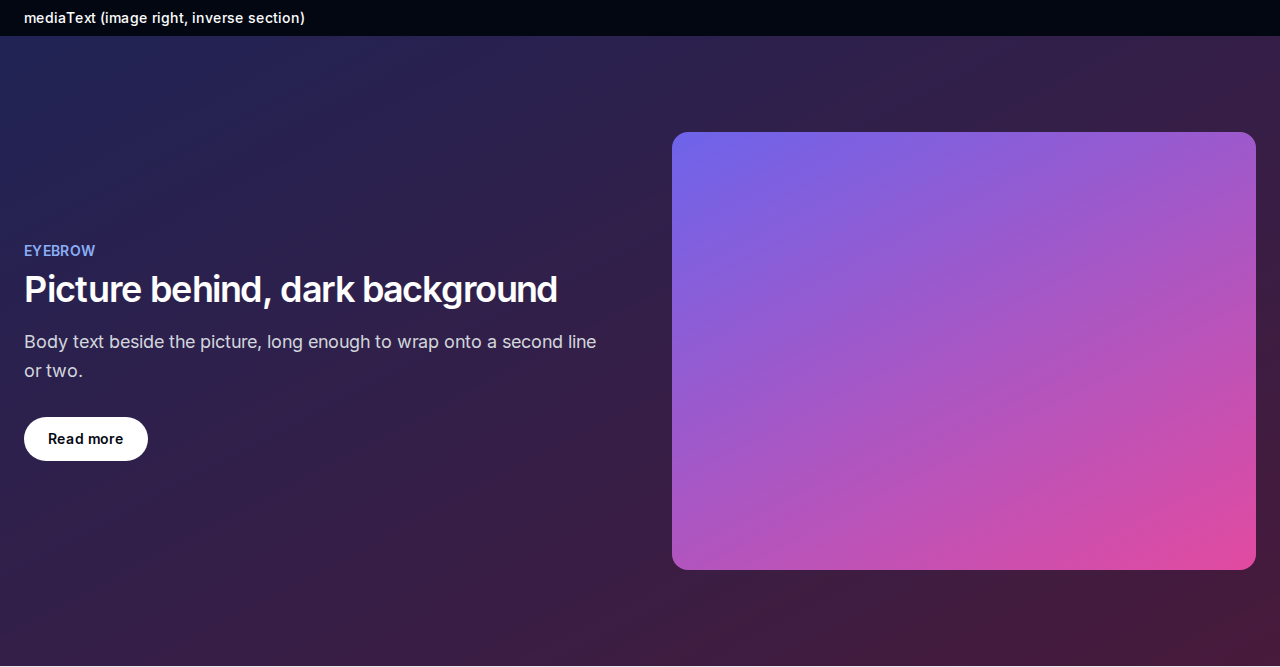 mediaText (image right, inverse section)
EYEBROW
Picture behind, dark background
Body text beside the picture, long enough to wrap onto a second line
or two.
Read more